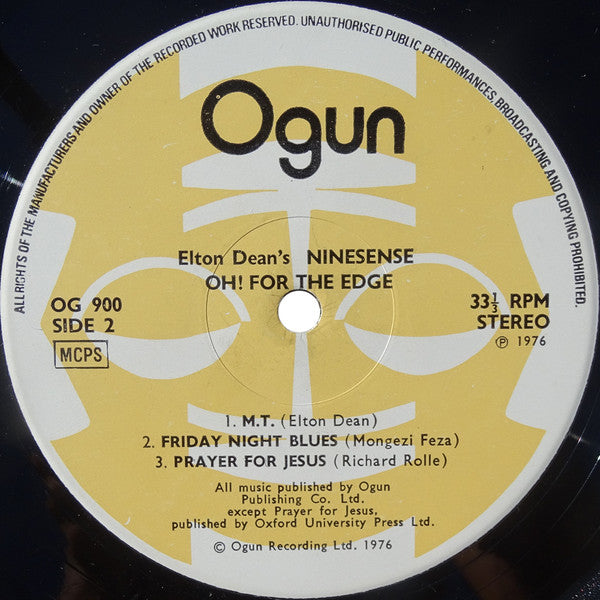 ALL RIGHTS OF THE MANUFACTURERS AND OWNER OF THE RECORDED WORK RESERVED. UNAUTHORISED PUBLIC PERFORMANCES, BROADCASTING AND COPYING PROHIBITED.
Ogun
Elton Dean's NINESENSE
OH! FOR THE EDGE
OG 900
SIDE 2
MCPS
33⅓ RPM
STEREO
℗ 1976
1. M.T. (Elton Dean)
2. FRIDAY NIGHT BLUES (Mongezi Feza)
3. PRAYER FOR JESUS (Richard Rolle)
All music published by Ogun
Publishing Co. Ltd.
except Prayer for Jesus,
published by Oxford University Press Ltd.
© Ogun Recording Ltd. 1976